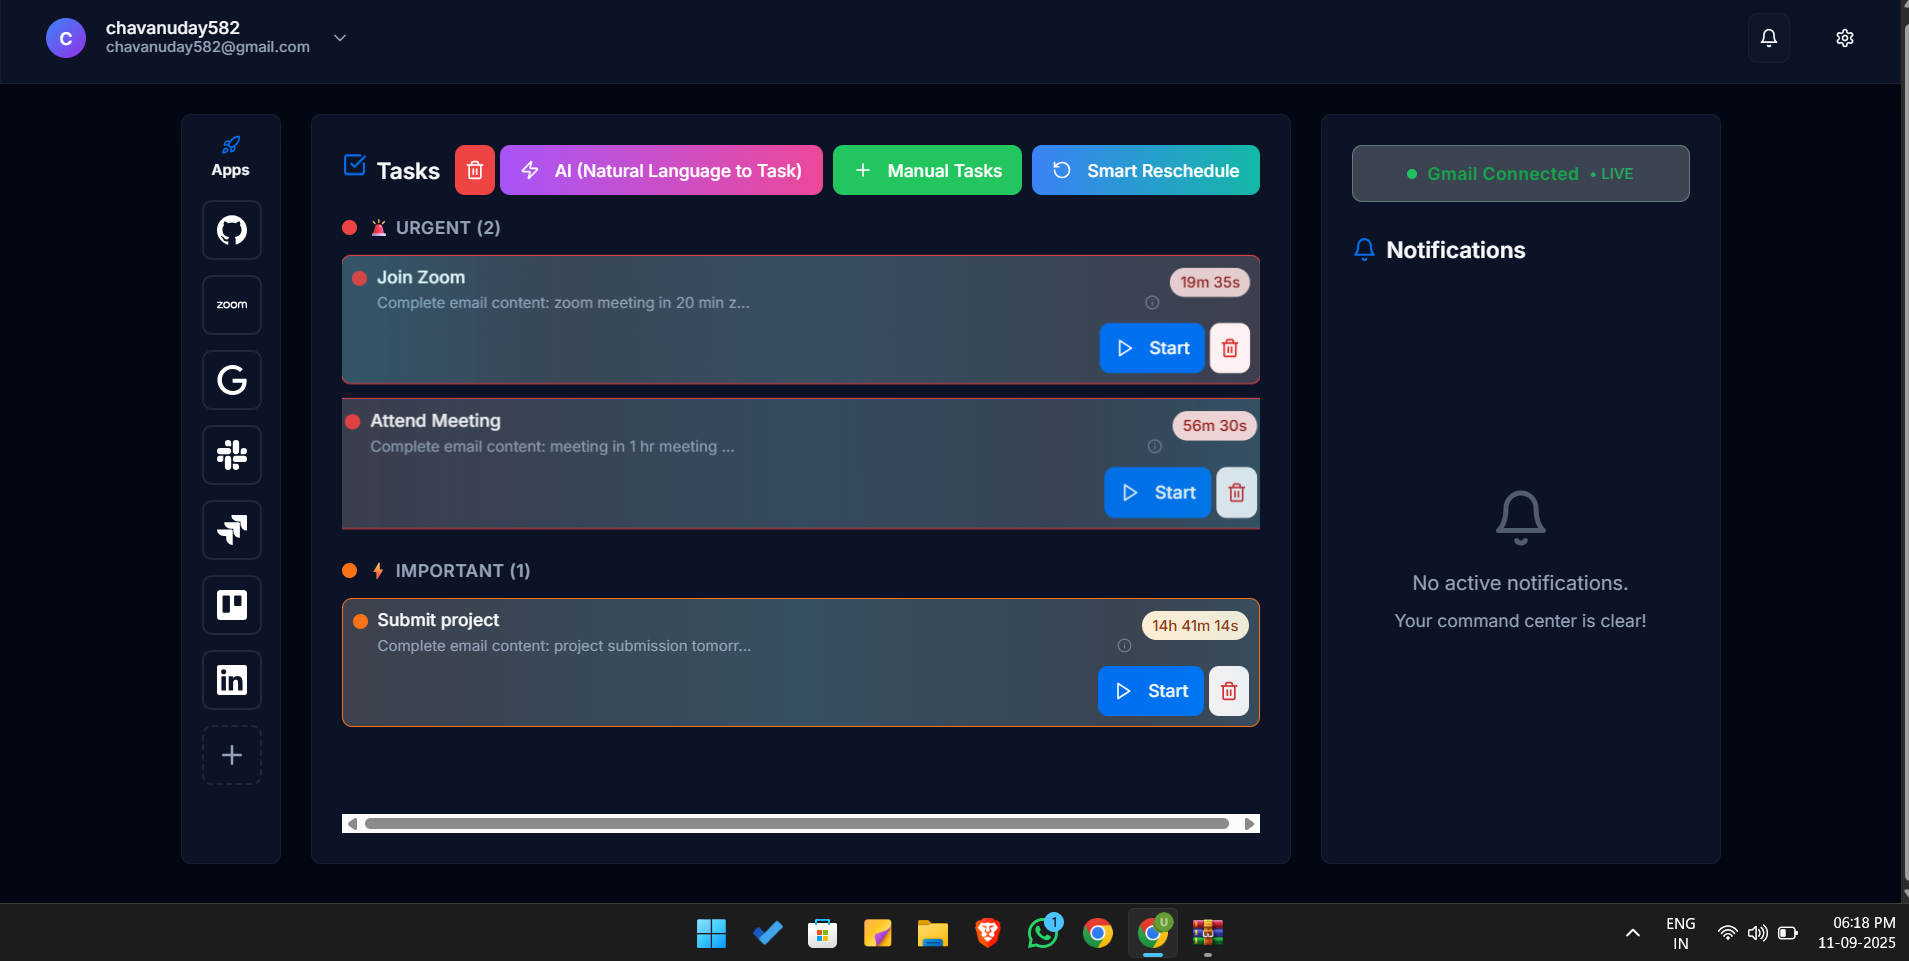 C
chavanuday582
chavanuday582@gmail.com
Apps
zoom
Tasks
AI (Natural Language to Task)
Manual Tasks
Smart Reschedule
URGENT (2)
Join Zoom
19m 35s
Complete email content: zoom meeting in 20 min z...
Start
Attend Meeting
56m 30s
Complete email content: meeting in 1 hr meeting ...
Start
IMPORTANT (1)
Submit project
14h 41m 14s
Complete email content: project submission tomorr...
Start
Gmail Connected • LIVE
Notifications
No active notifications.
Your command center is clear!
1
U
ENG
IN
06:18 PM
11-09-2025